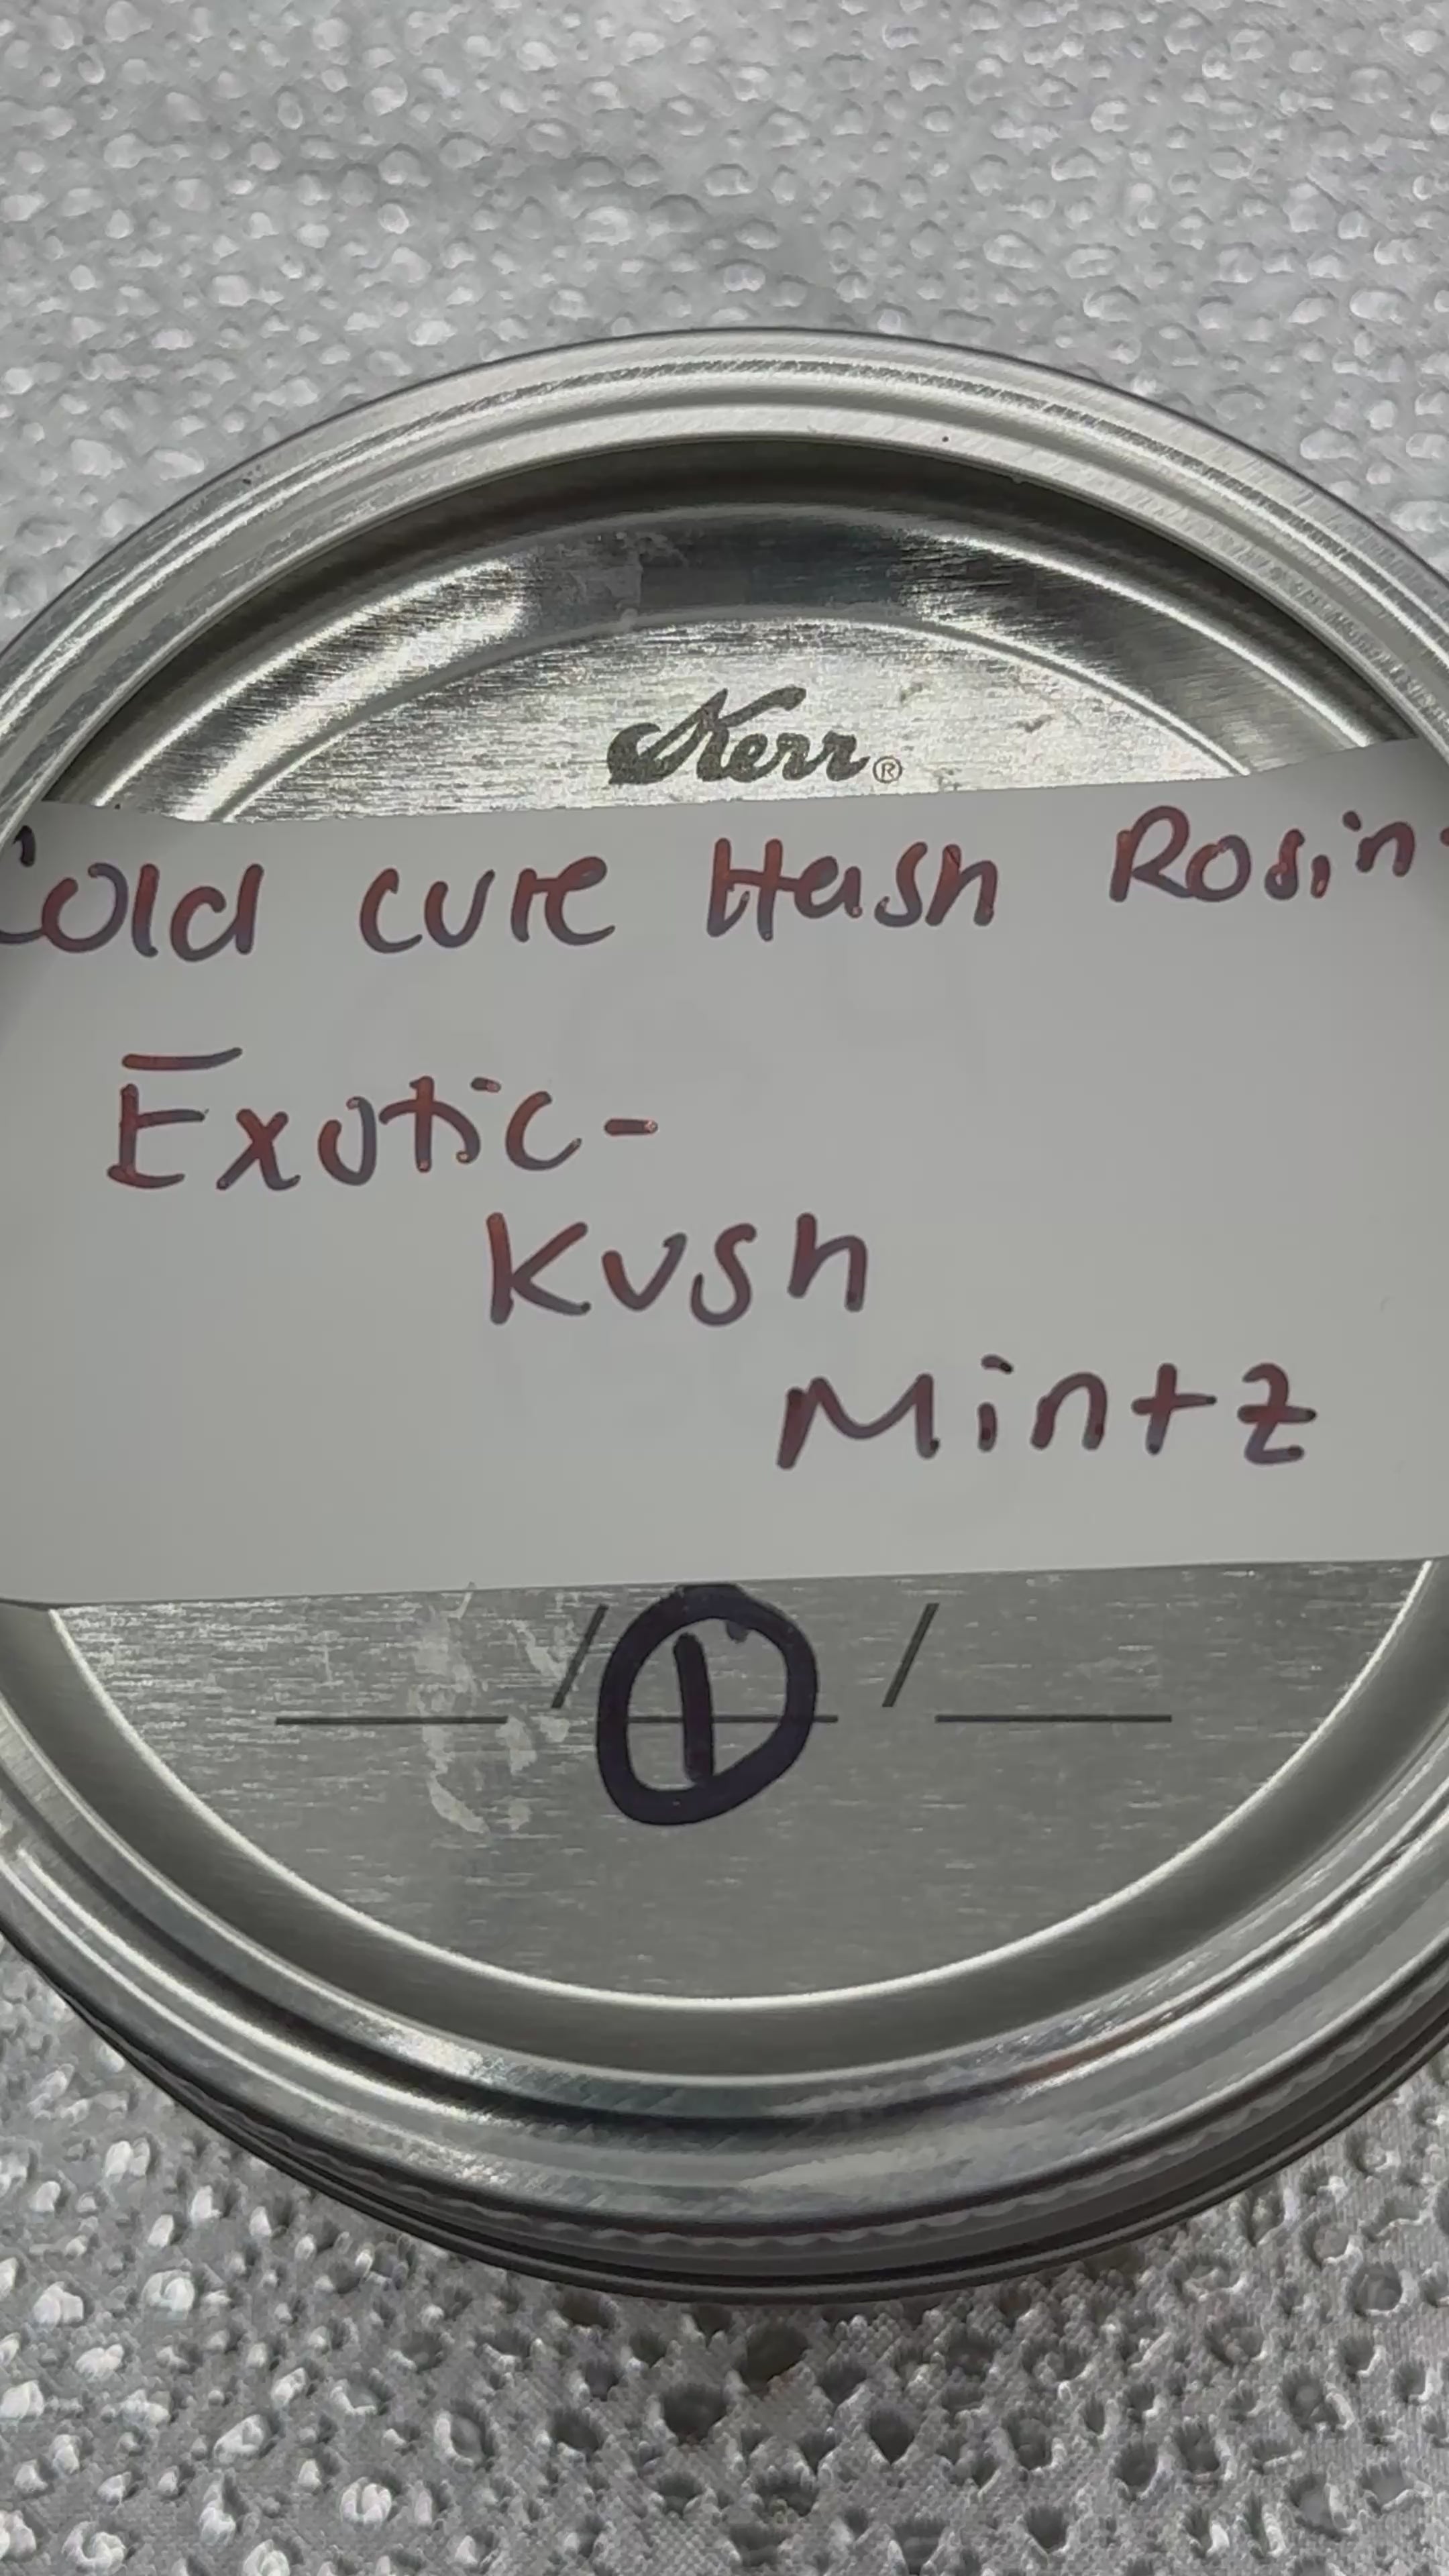 Kerr®
Cold cure Hash Rosin-
Exotic-
Kush
Mintz
/ 1 /